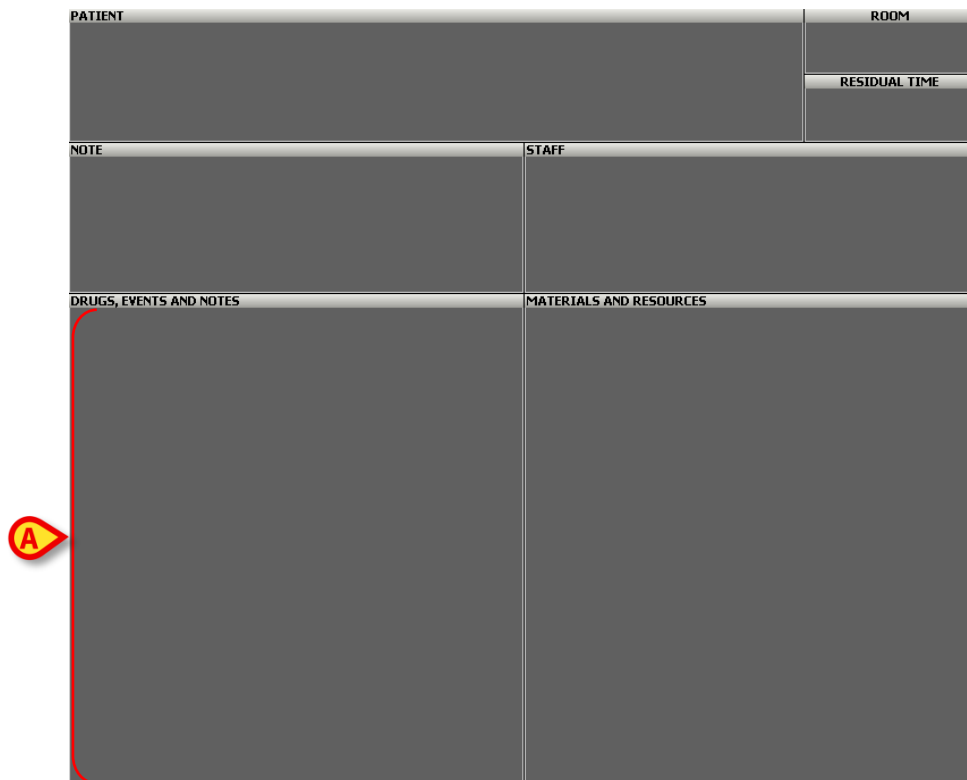 PATIENT
ROOM
RESIDUAL TIME
NOTE
STAFF
DRUGS, EVENTS AND NOTES
MATERIALS AND RESOURCES
A